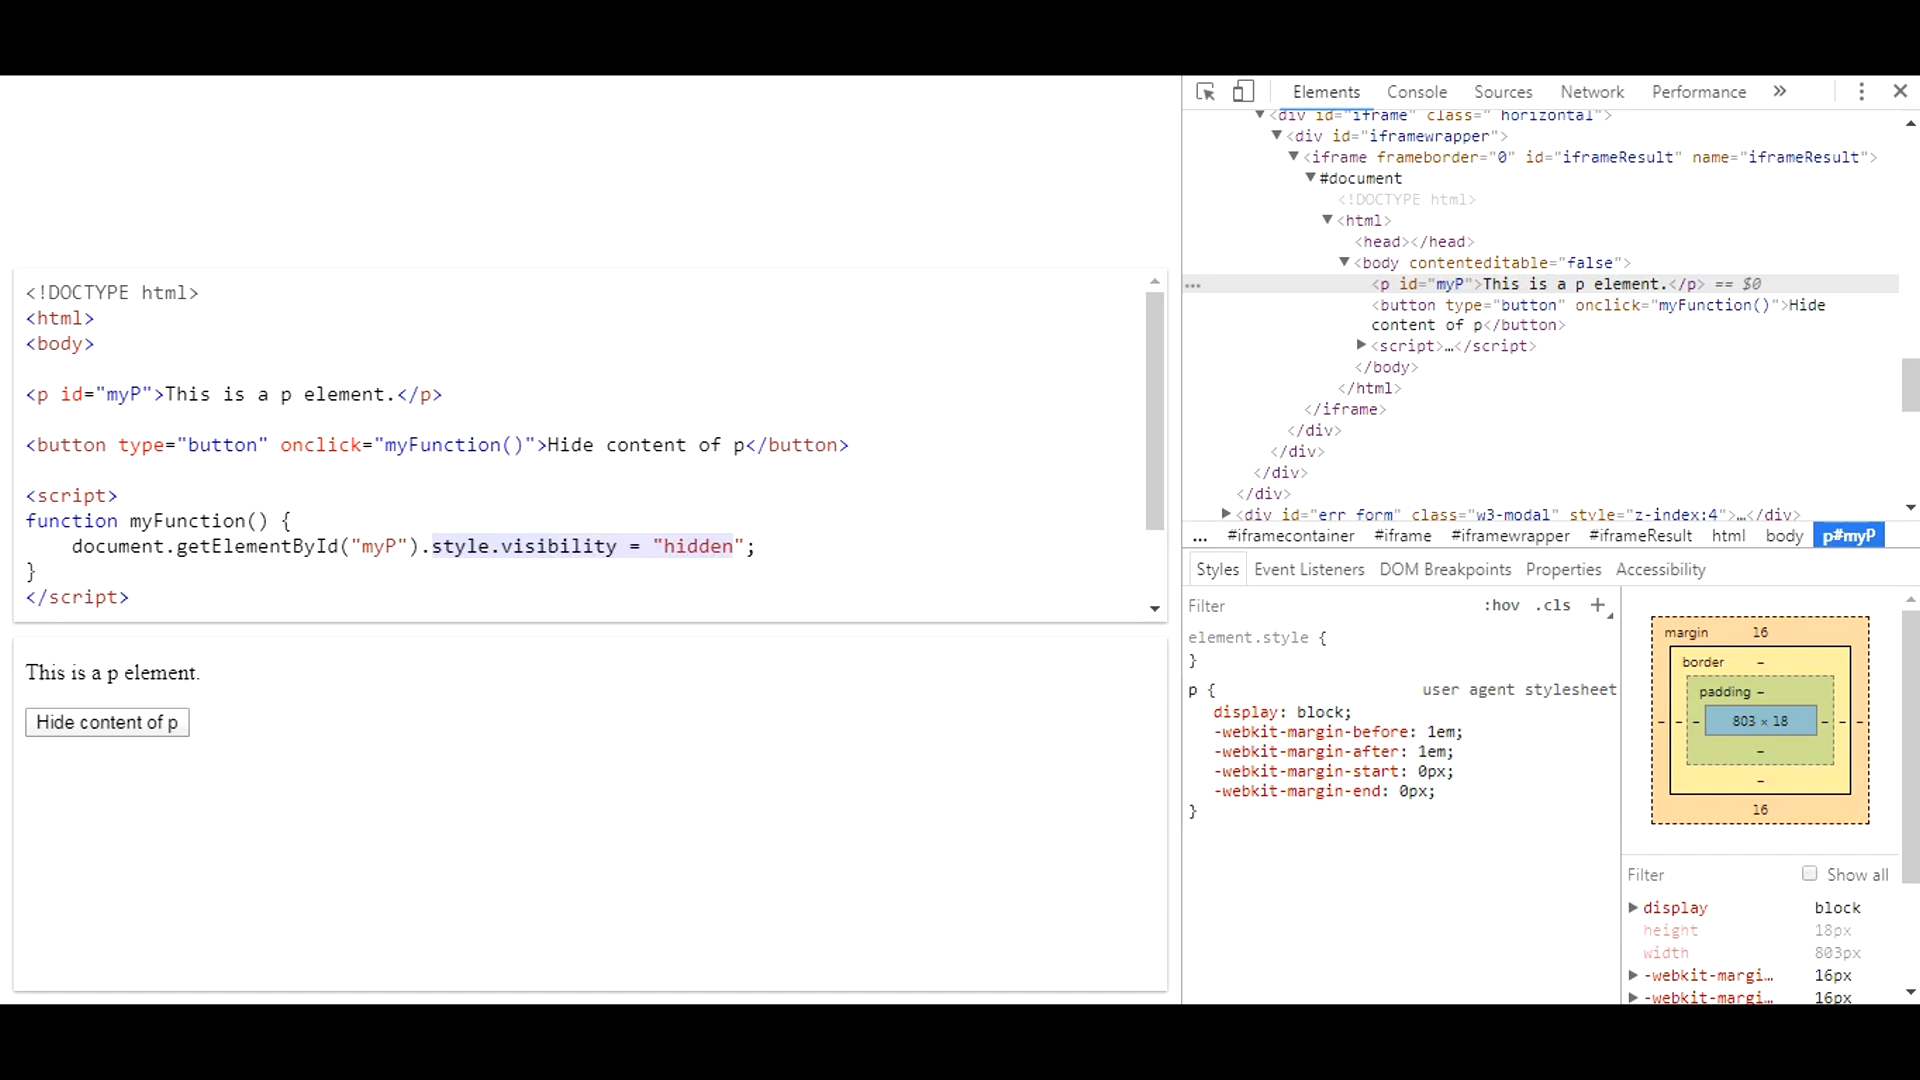 <!DOCTYPE html>
<html>
<body>
<p id="myP">This is a p element.</p>
<button type="button" onclick="myFunction()">Hide content of p</button>
<script>
function myFunction() {
document.getElementById("myP").style.visibility = "hidden";
}
</script>
This is a p element.
Hide content of p
Elements Console Sources Network Performance »
<div id="iframe" class=" horizontal">
<div id="iframewrapper">
<iframe frameborder="0" id="iframeResult" name="iframeResult">
#document
<!DOCTYPE html>
<html>
<head></head>
<body contenteditable="false">
... <p id="myP">This is a p element.</p> == $0
<button type="button" onclick="myFunction()">Hide
content of p</button>
<script>…</script>
</body>
</html>
</iframe>
</div>
</div>
</div>
</div>
<div id="err_form" class="w3-modal" style="z-index:4">…</div>
... #iframecontainer #iframe #iframewrapper #iframeResult html body p#myP
Styles Event Listeners DOM Breakpoints Properties Accessibility
Filter :hov .cls +
element.style {
}
p { user agent stylesheet
display: block;
-webkit-margin-before: 1em;
-webkit-margin-after: 1em;
-webkit-margin-start: 0px;
-webkit-margin-end: 0px;
}
margin 16
border –
padding –
– – – 803 × 18 – – –
–
–
16
Filter Show all
display block
height 18px
width 803px
-webkit-margi… 16px
-webkit-margi… 16px